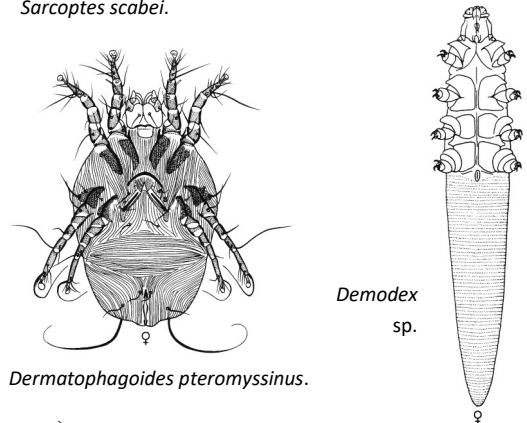 Sarcoptes scabei.
♀
Demodex
sp.
Dermatophagoides pteromyssinus.
♀